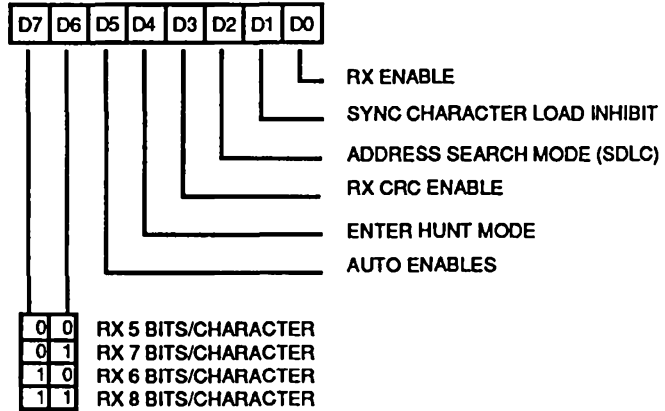 D7 D6 D5 D4 D3 D2 D1 D0
RX ENABLE
SYNC CHARACTER LOAD INHIBIT
ADDRESS SEARCH MODE (SDLC)
RX CRC ENABLE
ENTER HUNT MODE
AUTO ENABLES
0 0 RX 5 BITS/CHARACTER
0 1 RX 7 BITS/CHARACTER
1 0 RX 6 BITS/CHARACTER
1 1 RX 8 BITS/CHARACTER